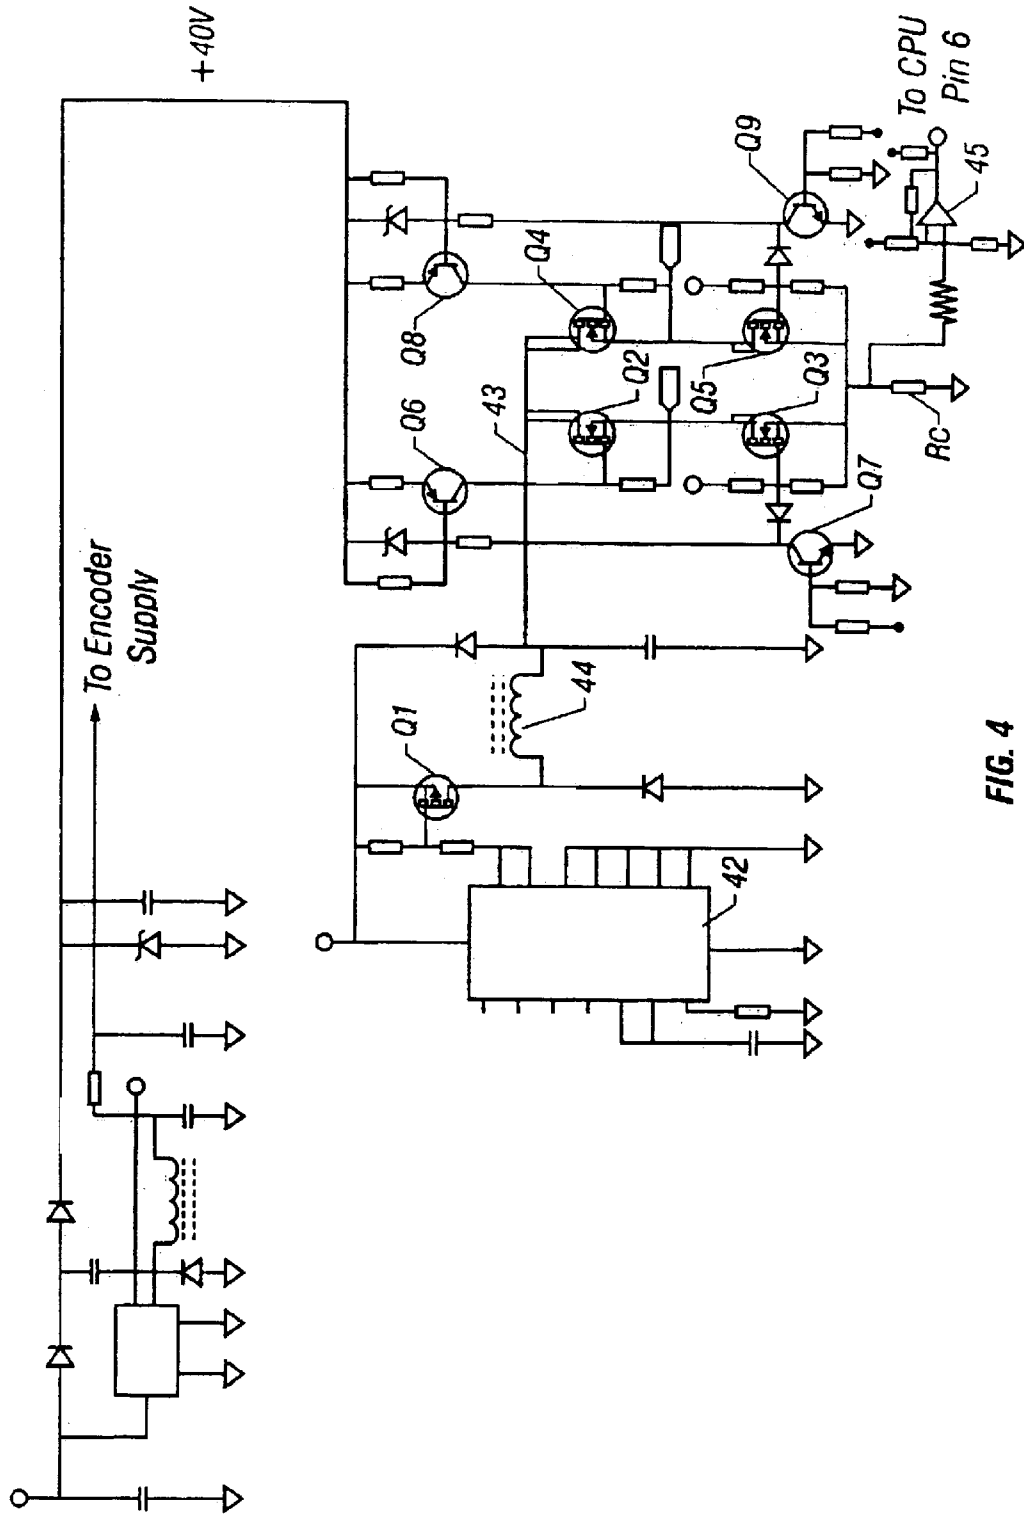 +40V
To Encoder
Supply
Q8
Q6
Q4
Q9
To CPU
Pin 6
45
43
Q2
Q5
Q3
RC
Q7
Q1
44
42
FIG. 4